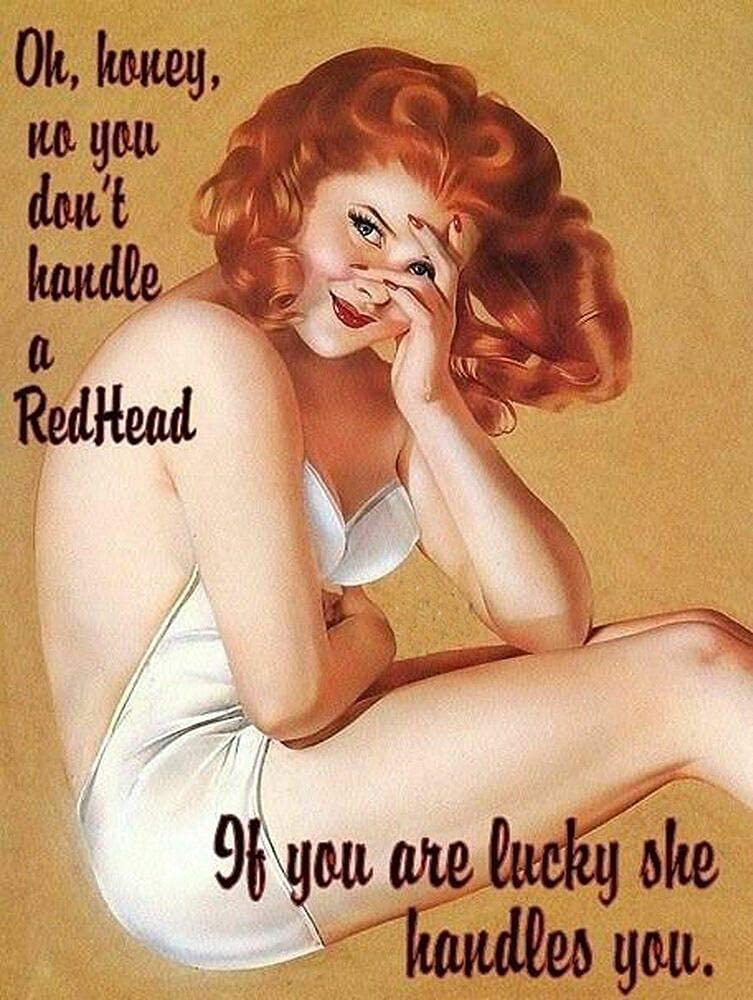 Oh, honey,
no you
don't
handle
a
RedHead
If you are lucky she
handles you.